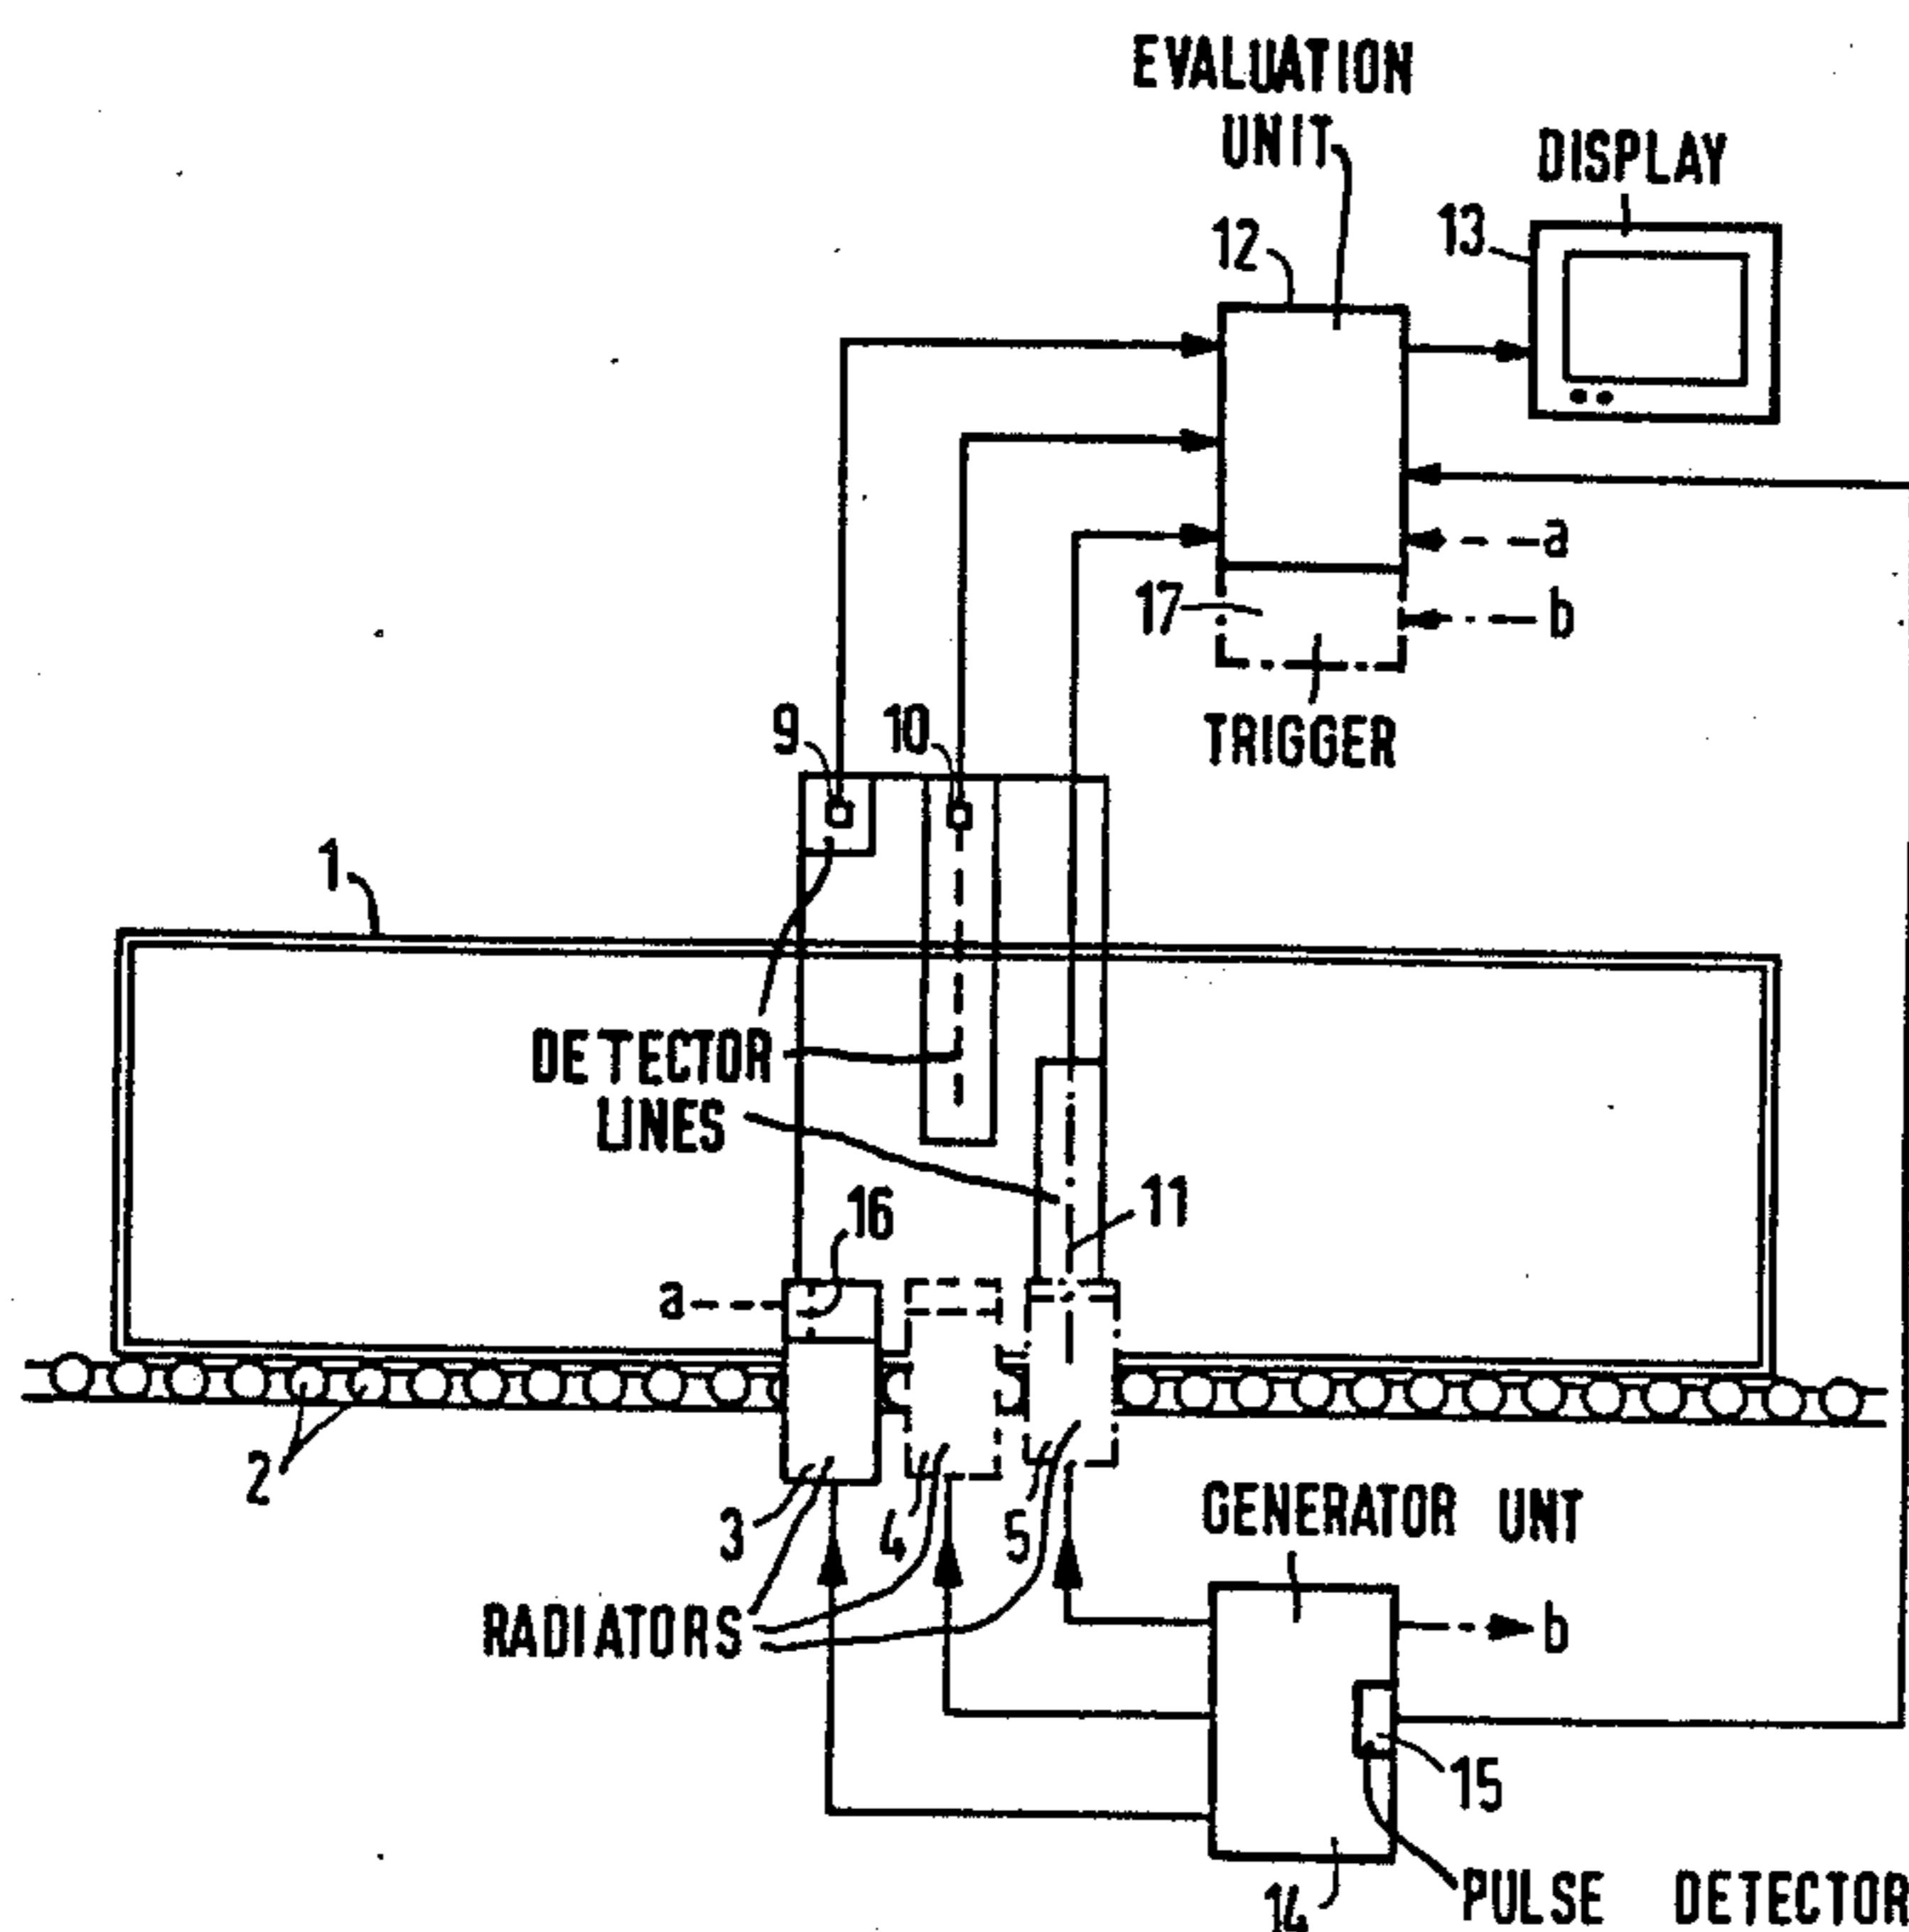 EVALUATION
UNIT
DISPLAY
12
13
a
17
b
TRIGGER
9
10
1
DETECTOR
LINES
16
11
a
2
3
4
5
GENERATOR UNT
RADIATORS
b
15
14
PULSE DETECTOR